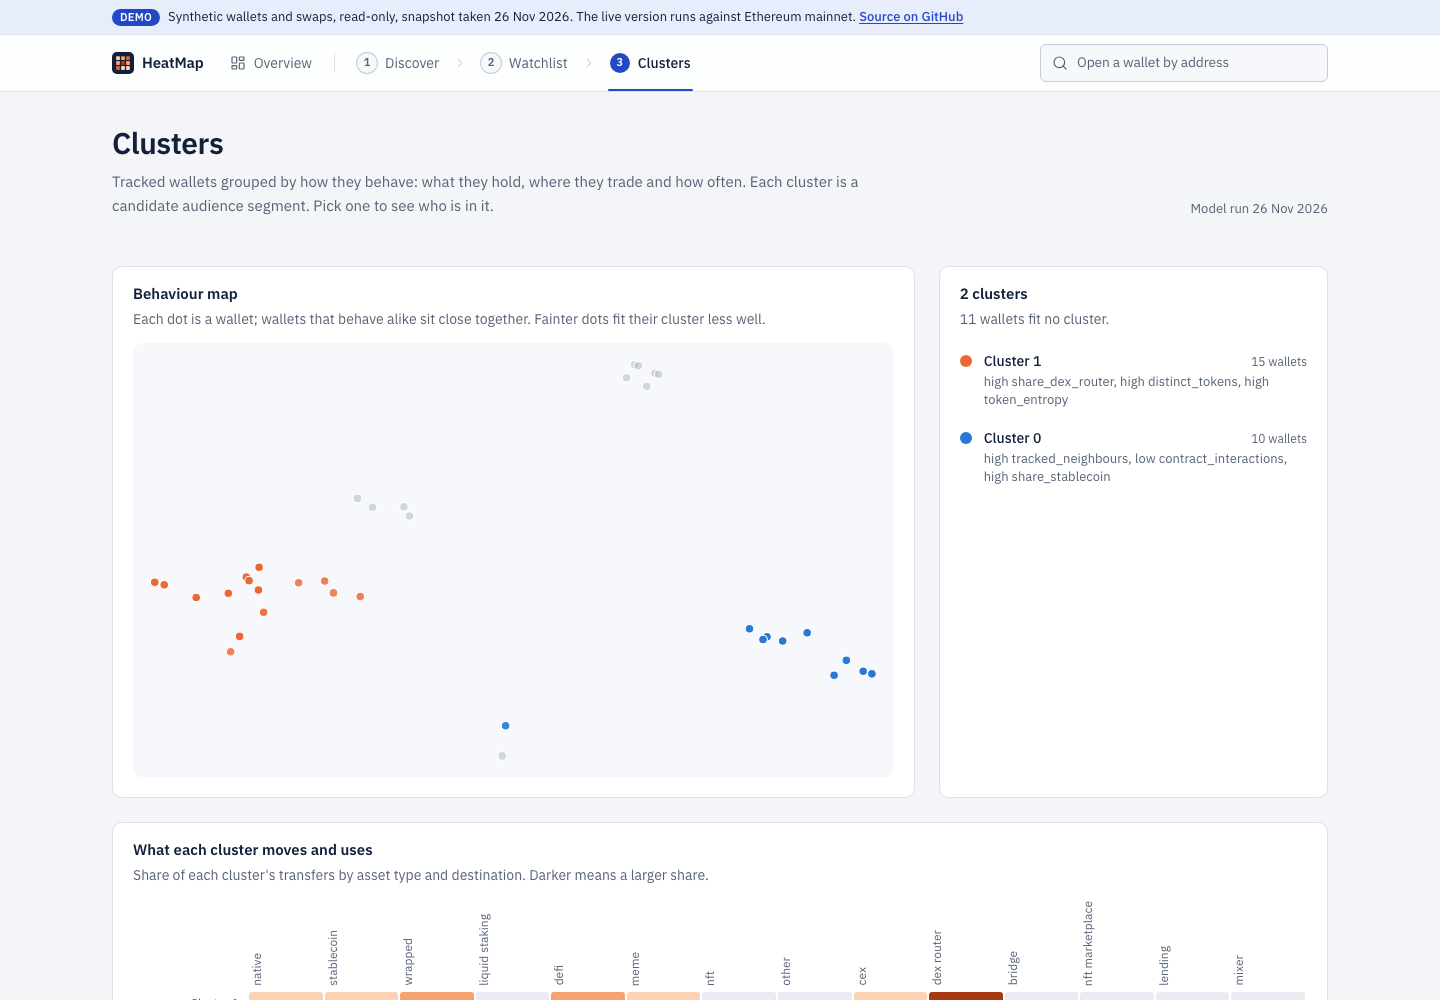 DEMO Synthetic wallets and swaps, read-only, snapshot taken 26 Nov 2026. The live version runs against Ethereum mainnet. Source on GitHub
HeatMap Overview 1 Discover 2 Watchlist 3 Clusters Open a wallet by address
Clusters
Tracked wallets grouped by how they behave: what they hold, where they trade and how often. Each cluster is a
candidate audience segment. Pick one to see who is in it.
Model run 26 Nov 2026
Behaviour map
Each dot is a wallet; wallets that behave alike sit close together. Fainter dots fit their cluster less well.
2 clusters
11 wallets fit no cluster.
Cluster 1 15 wallets
high share_dex_router, high distinct_tokens, high
token_entropy
Cluster 0 10 wallets
high tracked_neighbours, low contract_interactions,
high share_stablecoin
What each cluster moves and uses
Share of each cluster's transfers by asset type and destination. Darker means a larger share.
native
stablecoin
wrapped
liquid staking
defi
meme
nft
other
cex
dex router
bridge
nft marketplace
lending
mixer